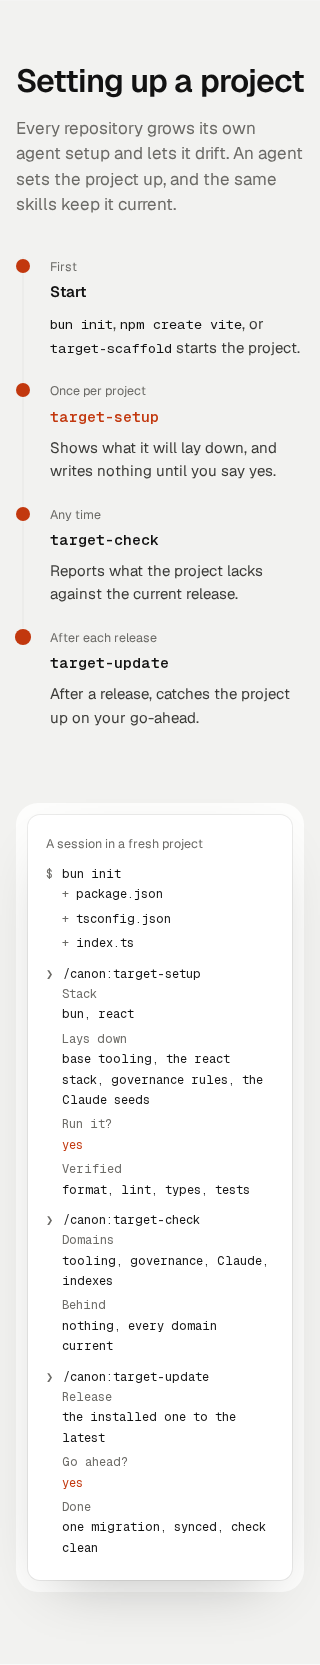 Setting up a project
Every repository grows its own
agent setup and lets it drift. An agent
sets the project up, and the same
skills keep it current.
First
Start
bun init, npm create vite, or
target-scaffold starts the project.
Once per project
target-setup
Shows what it will lay down, and
writes nothing until you say yes.
Any time
target-check
Reports what the project lacks
against the current release.
After each release
target-update
After a release, catches the project
up on your go-ahead.
A session in a fresh project
$ bun init
+ package.json
+ tsconfig.json
+ index.ts
❯ /canon:target-setup
Stack
bun, react
Lays down
base tooling, the react
stack, governance rules, the
Claude seeds
Run it?
yes
Verified
format, lint, types, tests
❯ /canon:target-check
Domains
tooling, governance, Claude,
indexes
Behind
nothing, every domain
current
❯ /canon:target-update
Release
the installed one to the
latest
Go ahead?
yes
Done
one migration, synced, check
clean